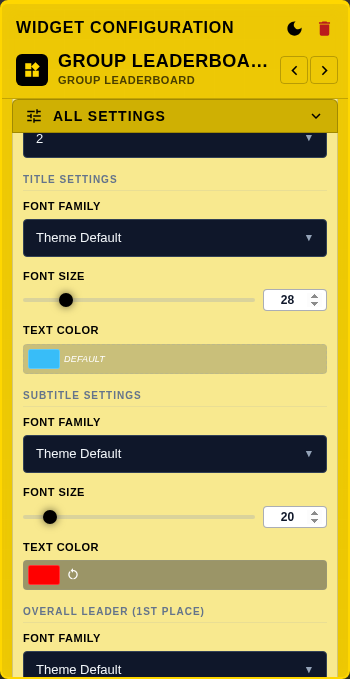 WIDGET CONFIGURATION
GROUP LEADERBOA...
GROUP LEADERBOARD
ALL SETTINGS
2
TITLE SETTINGS
FONT FAMILY
Theme Default
FONT SIZE
28
TEXT COLOR
DEFAULT
SUBTITLE SETTINGS
FONT FAMILY
Theme Default
FONT SIZE
20
TEXT COLOR
OVERALL LEADER (1ST PLACE)
FONT FAMILY
Theme Default